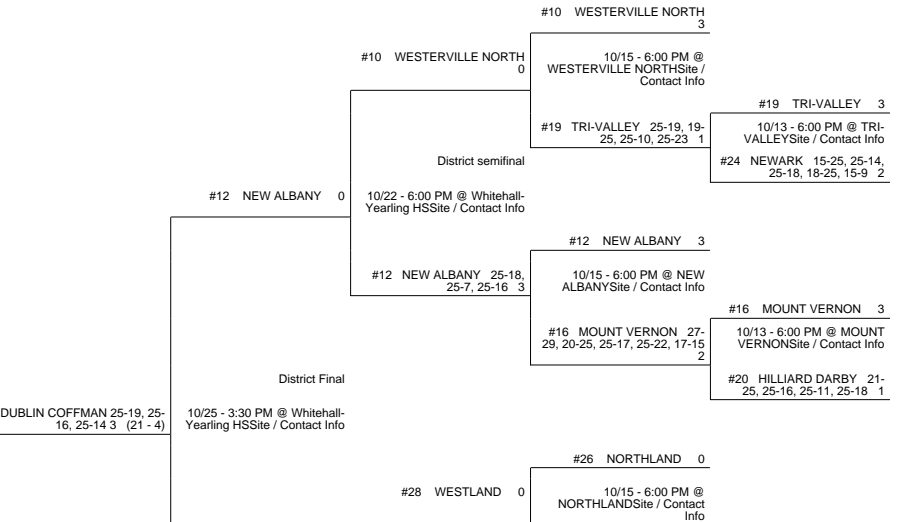 #10 WESTERVILLE NORTH
3
#10 WESTERVILLE NORTH
0
10/15 - 6:00 PM @
WESTERVILLE NORTHSite /
Contact Info
#19 TRI-VALLEY 3
#19 TRI-VALLEY 25-19, 19-
25, 25-10, 25-23 1
10/13 - 6:00 PM @ TRI-
VALLEYSite / Contact Info
District semifinal
#24 NEWARK 15-25, 25-14,
25-18, 18-25, 15-9 2
#12 NEW ALBANY 0
10/22 - 6:00 PM @ Whitehall-
Yearling HSSite / Contact Info
#12 NEW ALBANY 3
#12 NEW ALBANY 25-18,
25-7, 25-16 3
10/15 - 6:00 PM @ NEW
ALBANYSite / Contact Info
#16 MOUNT VERNON 3
#16 MOUNT VERNON 27-
29, 20-25, 25-17, 25-22, 17-15
2
10/13 - 6:00 PM @ MOUNT
VERNONSite / Contact Info
District Final
#20 HILLIARD DARBY 21-
25, 25-16, 25-11, 25-18 1
DUBLIN COFFMAN 25-19, 25-
16, 25-14 3 (21 - 4)
10/25 - 3:30 PM @ Whitehall-
Yearling HSSite / Contact Info
#26 NORTHLAND 0
#28 WESTLAND 0
10/15 - 6:00 PM @
NORTHLANDSite / Contact
Info